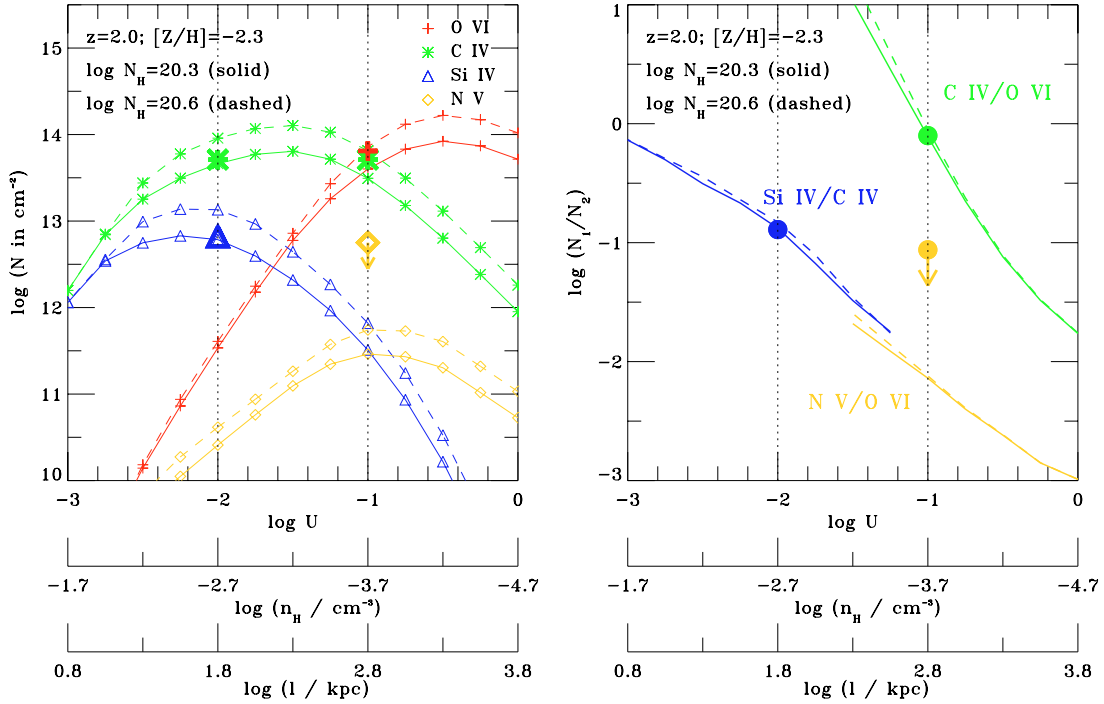 z=2.0; [Z/H]=−2.3
log N_H=20.3 (solid)
log N_H=20.6 (dashed)
O VI
C IV
Si IV
N V
15
14
13
12
11
10
log (N in cm⁻²)
−3 −2 −1 0
log U
−1.7 −2.7 −3.7 −4.7
log (n_H / cm⁻³)
0.8 1.8 2.8 3.8
log (l / kpc)
z=2.0; [Z/H]=−2.3
log N_H=20.3 (solid)
log N_H=20.6 (dashed)
C IV/O VI
Si IV/C IV
N V/O VI
1
0
−1
−2
−3
log (N₁/N₂)
−3 −2 −1 0
log U
−1.7 −2.7 −3.7 −4.7
log (n_H / cm⁻³)
0.8 1.8 2.8 3.8
log (l / kpc)